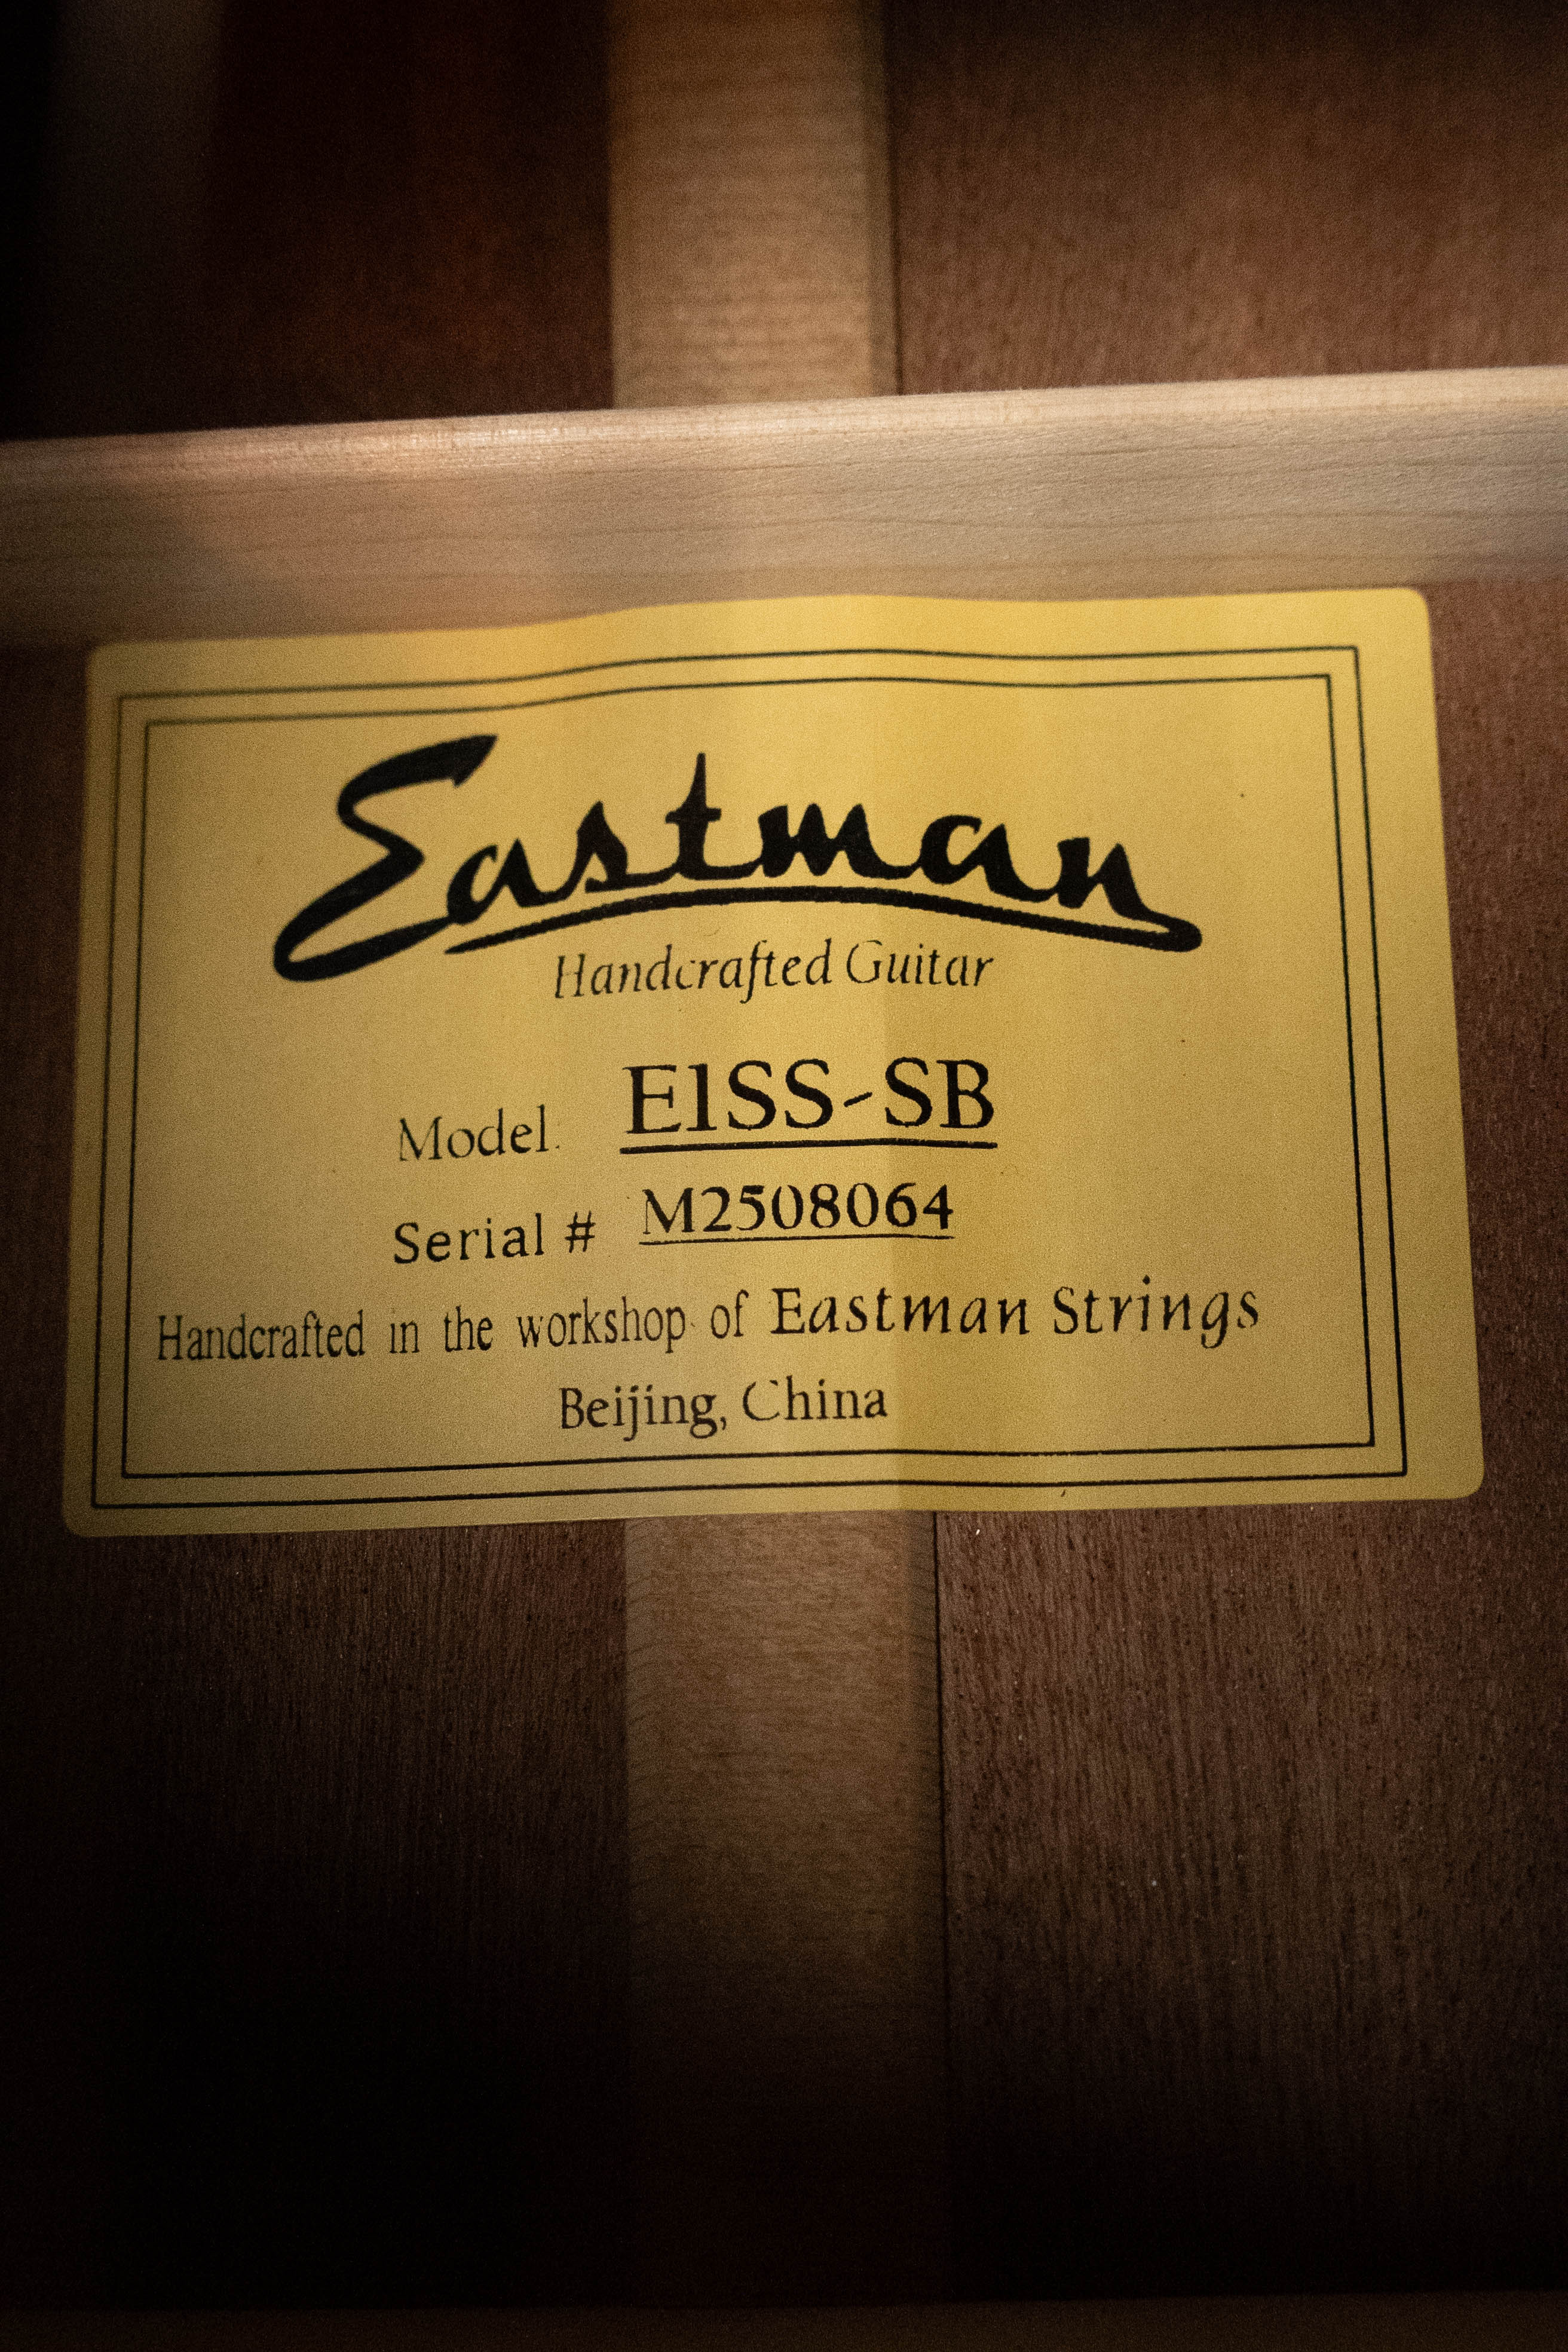 Eastman
Handcrafted Guitar
Model: E1SS-SB
Serial # M2508064
Handcrafted in the workshop of Eastman Strings
Beijing, China